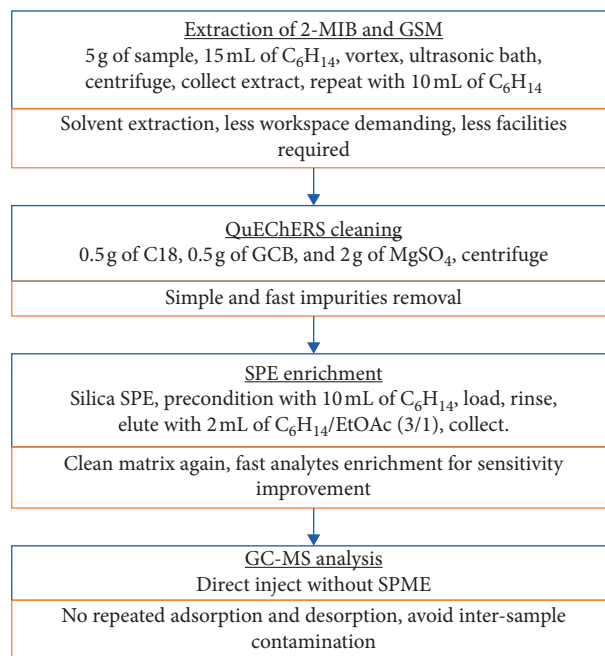 Extraction of 2-MIB and GSM
5 g of sample, 15 mL of C₆H₁₄, vortex, ultrasonic bath,
centrifuge, collect extract, repeat with 10 mL of C₆H₁₄
Solvent extraction, less workspace demanding, less facilities
required
QuEChERS cleaning
0.5 g of C18, 0.5 g of GCB, and 2 g of MgSO₄, centrifuge
Simple and fast impurities removal
SPE enrichment
Silica SPE, precondition with 10 mL of C₆H₁₄, load, rinse,
elute with 2 mL of C₆H₁₄/EtOAc (3/1), collect.
Clean matrix again, fast analytes enrichment for sensitivity
improvement
GC-MS analysis
Direct inject without SPME
No repeated adsorption and desorption, avoid inter-sample
contamination